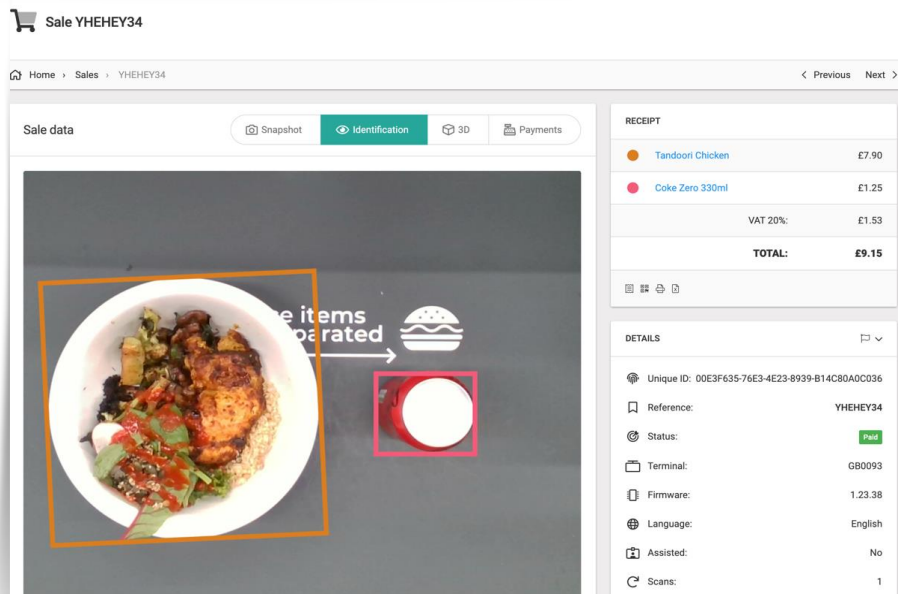 Sale YHEHEY34
Home › Sales › YHEHEY34
< Previous Next >
Sale data
Snapshot
Identification
3D
Payments
e items
parated
RECEIPT
Tandoori Chicken £7.90
Coke Zero 330ml £1.25
VAT 20%: £1.53
TOTAL: £9.15
DETAILS
Unique ID: 00E3F635-76E3-4E23-8939-B14C80A0C036
Reference: YHEHEY34
Status: Paid
Terminal: GB0093
Firmware: 1.23.38
Language: English
Assisted: No
Scans: 1